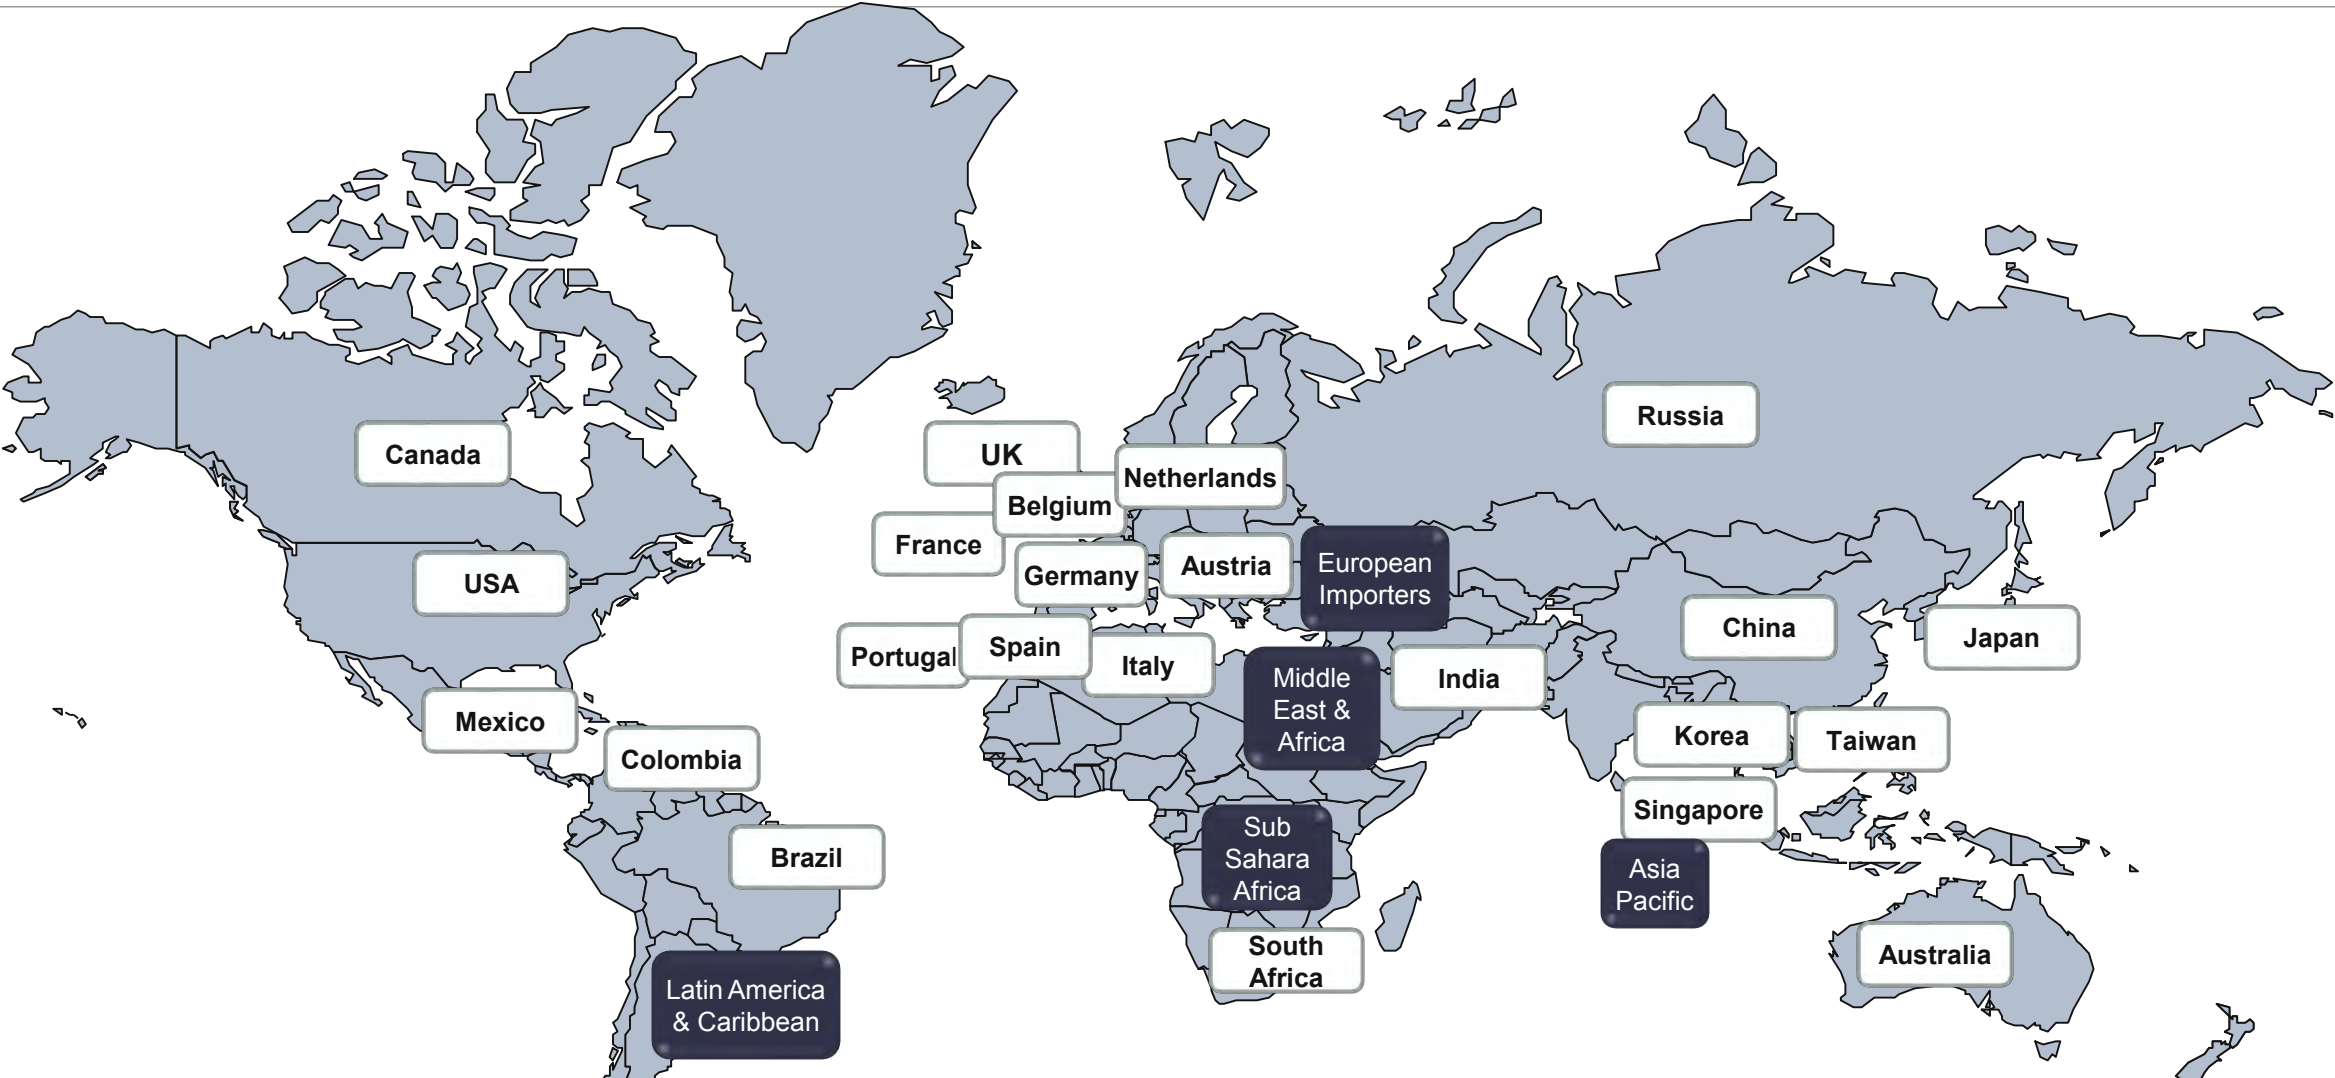 Canada
USA
Mexico
Colombia
Brazil
Latin America
& Caribbean
UK
Netherlands
Belgium
France
Germany
Austria
European
Importers
Portugal
Spain
Italy
Middle
East &
Africa
Sub
Sahara
Africa
South
Africa
Russia
China
Japan
India
Korea
Taiwan
Singapore
Asia
Pacific
Australia